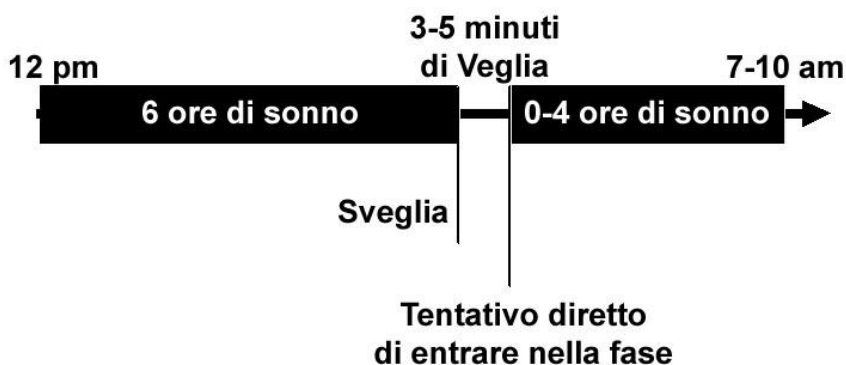 3-5 minuti
di Veglia
12 pm
7-10 am
6 ore di sonno
0-4 ore di sonno
Sveglia
Tentativo diretto
di entrare nella fase